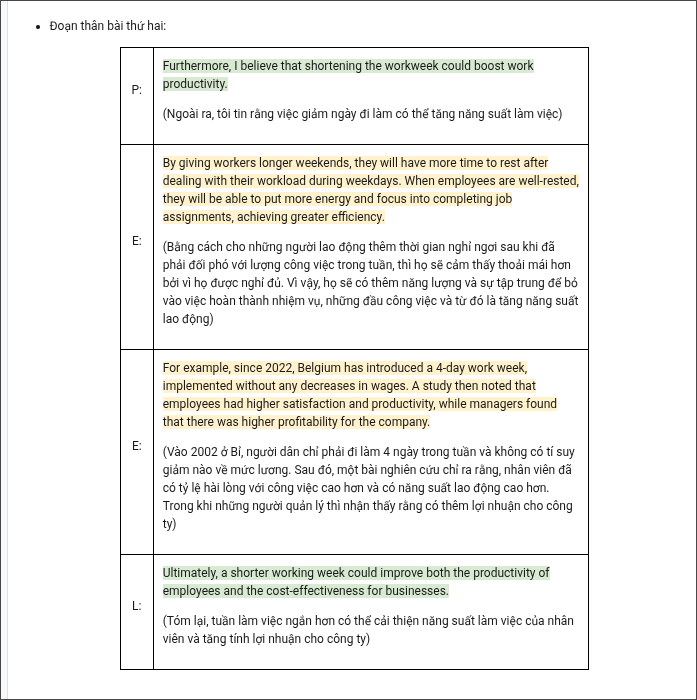 Đoạn thân bài thứ hai:
P:
Furthermore, I believe that shortening the workweek could boost work
productivity.
(Ngoài ra, tôi tin rằng việc giảm ngày đi làm có thể tăng năng suất làm việc)
E:
By giving workers longer weekends, they will have more time to rest after
dealing with their workload during weekdays. When employees are well-rested,
they will be able to put more energy and focus into completing job
assignments, achieving greater efficiency.
(Bằng cách cho những người lao động thêm thời gian nghỉ ngơi sau khi đã
phải đối phó với lượng công việc trong tuần, thì họ sẽ cảm thấy thoải mái hơn
bởi vì họ được nghỉ đủ. Vì vậy, họ sẽ có thêm năng lượng và sự tập trung để bỏ
vào việc hoàn thành nhiệm vụ, những đầu công việc và từ đó là tăng năng suất
lao động)
E:
For example, since 2022, Belgium has introduced a 4-day work week,
implemented without any decreases in wages. A study then noted that
employees had higher satisfaction and productivity, while managers found
that there was higher profitability for the company.
(Vào 2002 ở Bỉ, người dân chỉ phải đi làm 4 ngày trong tuần và không có tí suy
giảm nào về mức lương. Sau đó, một bài nghiên cứu chỉ ra rằng, nhân viên đã
có tỷ lệ hài lòng với công việc cao hơn và có năng suất lao động cao hơn.
Trong khi những người quản lý thì nhận thấy rằng có thêm lợi nhuận cho công
ty)
L:
Ultimately, a shorter working week could improve both the productivity of
employees and the cost-effectiveness for businesses.
(Tóm lại, tuần làm việc ngắn hơn có thể cải thiện năng suất làm việc của nhân
viên và tăng tính lợi nhuận cho công ty)